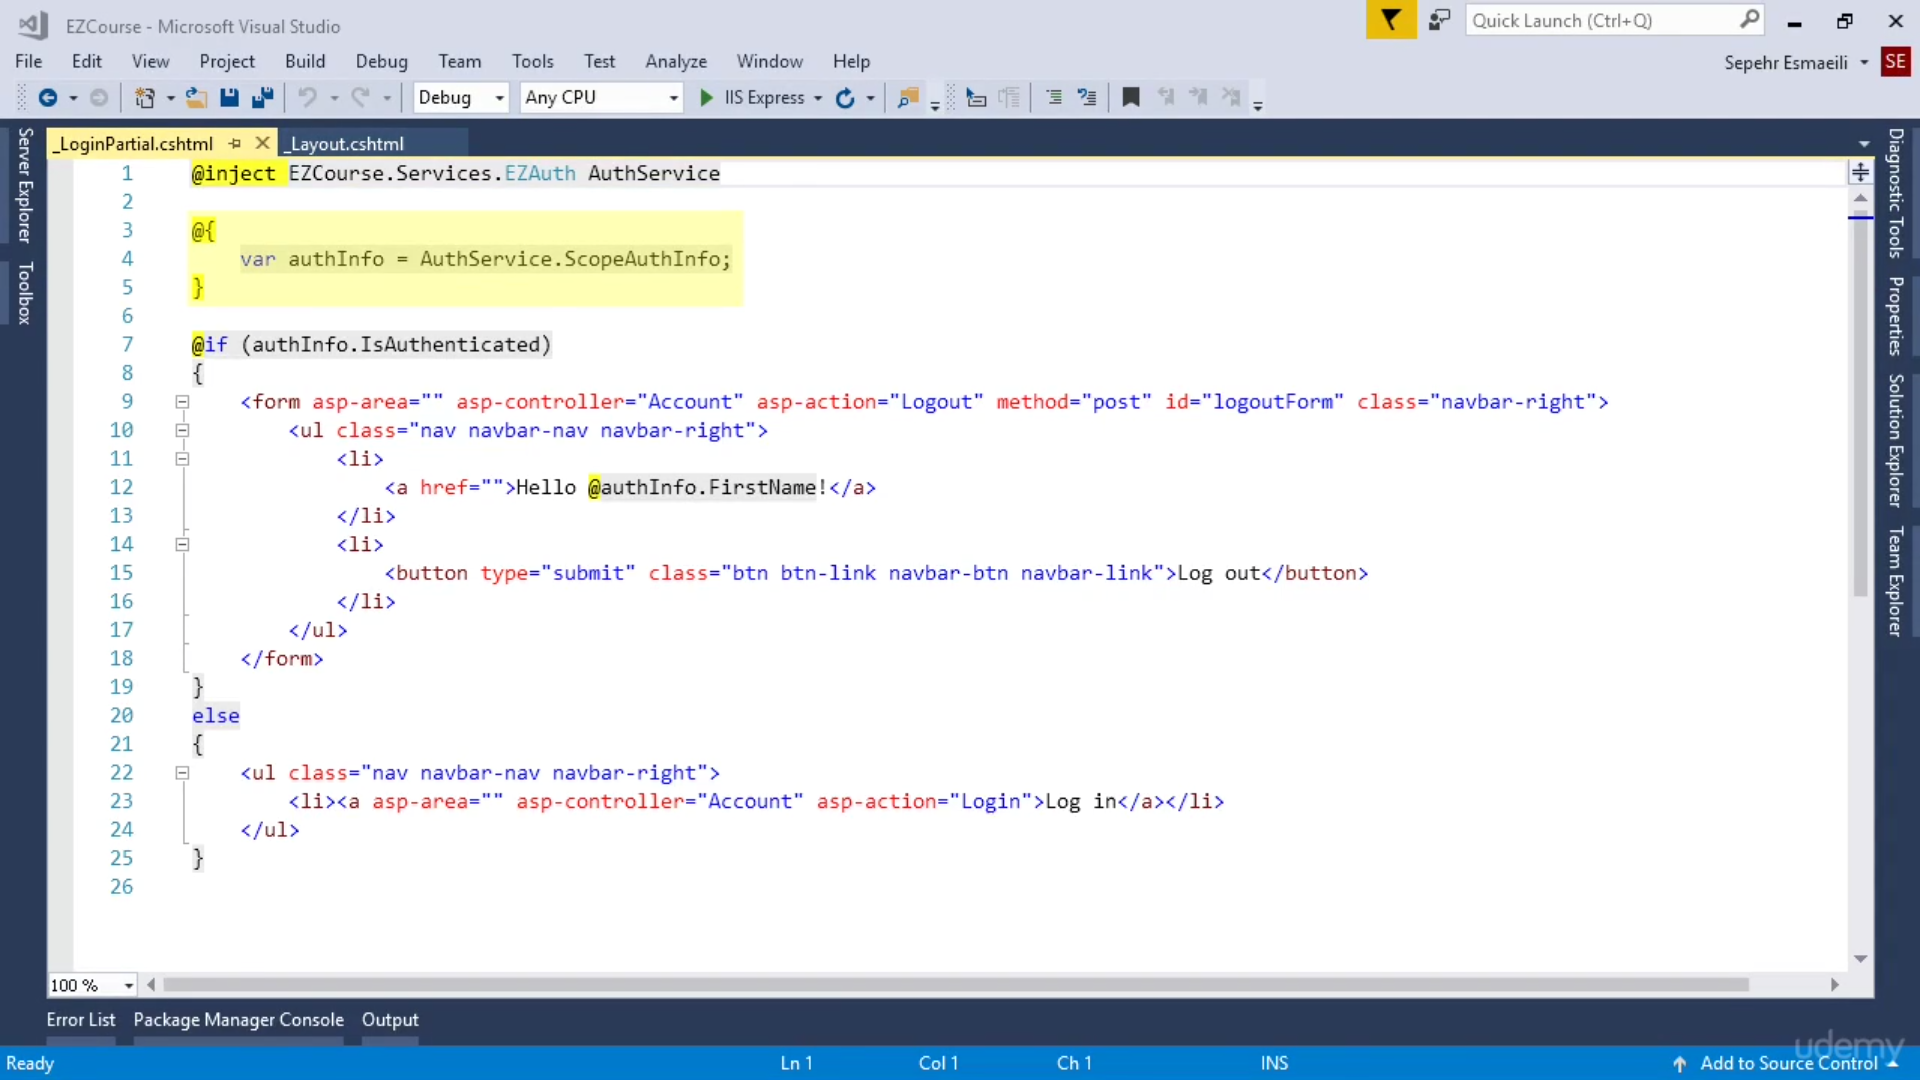 EZCourse - Microsoft Visual Studio
Quick Launch (Ctrl+Q)
File Edit View Project Build Debug Team Tools Test Analyze Window Help
Sepehr Esmaeili SE
Debug Any CPU IIS Express
_LoginPartial.cshtml _Layout.cshtml
Server Explorer
Toolbox
1 @inject EZCourse.Services.EZAuth AuthService
2
3 @{
4 var authInfo = AuthService.ScopeAuthInfo;
5 }
6
7 @if (authInfo.IsAuthenticated)
8 {
9 <form asp-area="" asp-controller="Account" asp-action="Logout" method="post" id="logoutForm" class="navbar-right">
10 <ul class="nav navbar-nav navbar-right">
11 <li>
12 <a href="">Hello @authInfo.FirstName!</a>
13 </li>
14 <li>
15 <button type="submit" class="btn btn-link navbar-btn navbar-link">Log out</button>
16 </li>
17 </ul>
18 </form>
19 }
20 else
21 {
22 <ul class="nav navbar-nav navbar-right">
23 <li><a asp-area="" asp-controller="Account" asp-action="Login">Log in</a></li>
24 </ul>
25 }
26
Diagnostic Tools
Properties
Solution Explorer
Team Explorer
100 %
Error List Package Manager Console Output
Ready Ln 1 Col 1 Ch 1 INS Add to Source Control
udemy